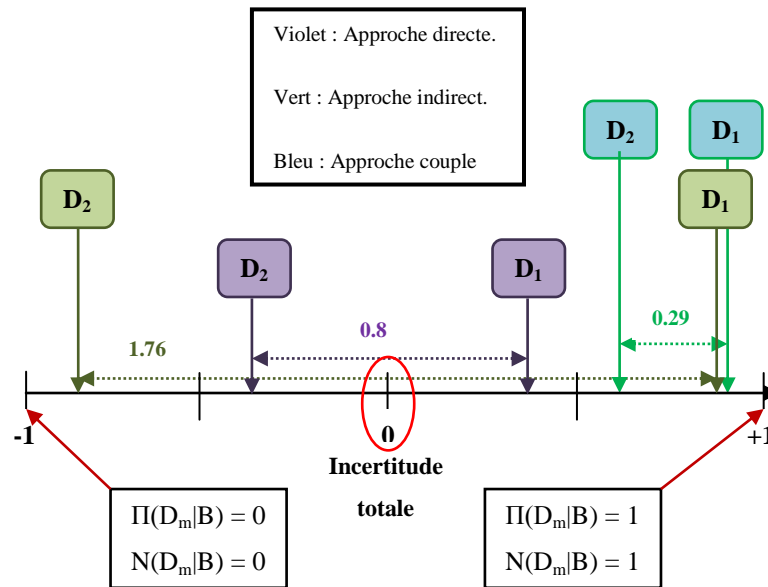 Violet : Approche directe.
Vert : Approche indirect.
Bleu : Approche couple
D₂ D₁
D₂ D₁
D₂ D₁
0.29
0.8
1.76
-1 0 +1
Incertitude
totale
Π(Dₘ|B) = 0
N(Dₘ|B) = 0
Π(Dₘ|B) = 1
N(Dₘ|B) = 1